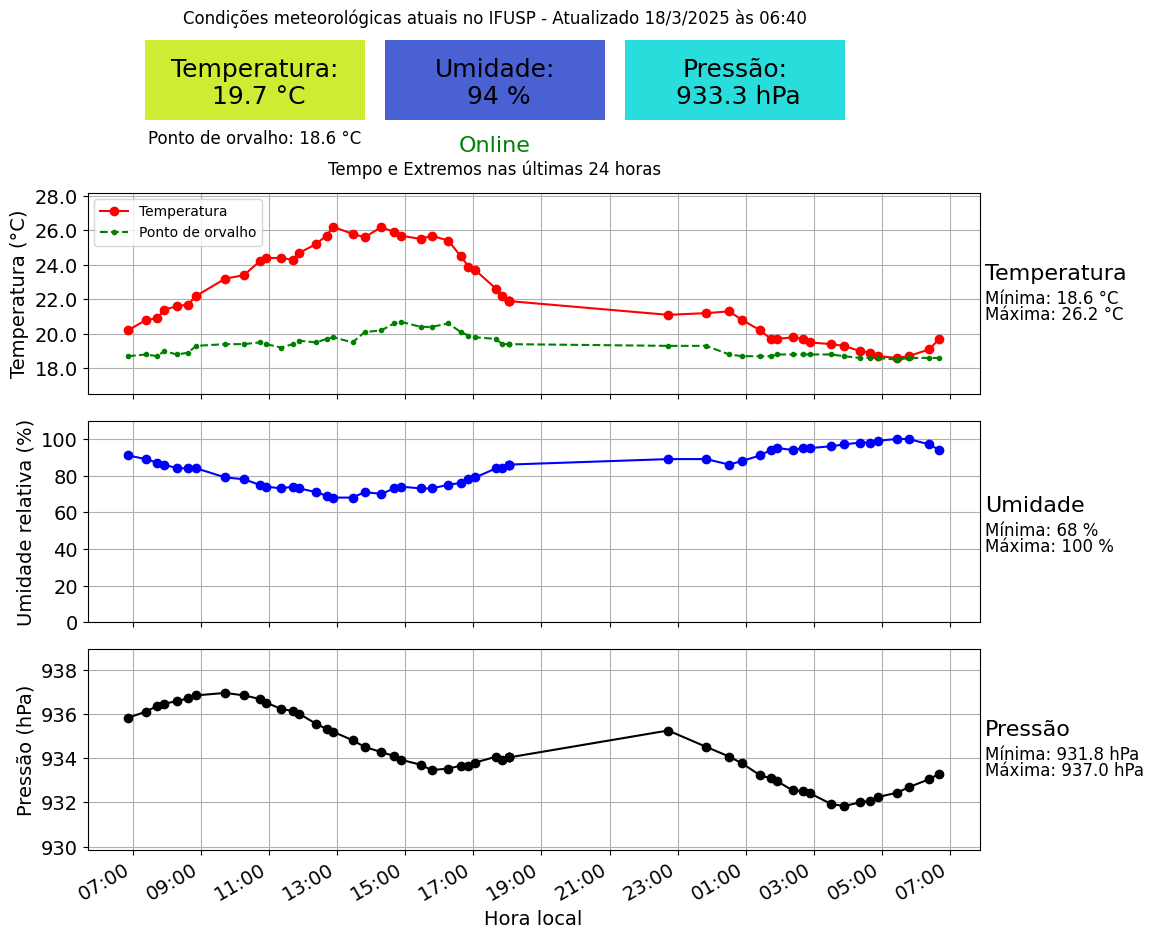 Condições meteorológicas atuais no IFUSP - Atualizado 18/3/2025 às 06:40
Temperatura:
19.7 °C
Umidade:
94 %
Pressão:
933.3 hPa
Ponto de orvalho: 18.6 °C
Online
Tempo e Extremos nas últimas 24 horas
Temperatura (°C)
28.0
26.0
24.0
22.0
20.0
18.0
Temperatura
Ponto de orvalho
Temperatura
Mínima: 18.6 °C
Máxima: 26.2 °C
Umidade relativa (%)
100
80
60
40
20
0
Umidade
Mínima: 68 %
Máxima: 100 %
Pressão (hPa)
938
936
934
932
930
Pressão
Mínima: 931.8 hPa
Máxima: 937.0 hPa
07:00
09:00
11:00
13:00
15:00
17:00
19:00
21:00
23:00
01:00
03:00
05:00
07:00
Hora local